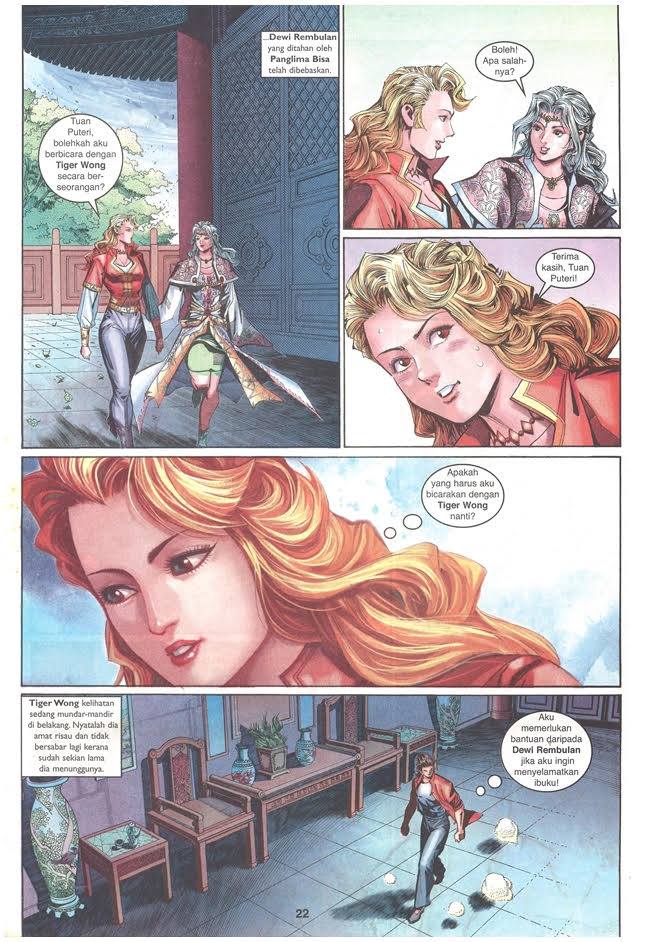 ...Dewi Rembulan
yang ditahan oleh
Panglima Bisa
telah dibebaskan.
Tuan
Puteri,
bolehkah aku
berbicara dengan
Tiger Wong
secara ber-
seorangan?
Boleh!
Apa salah-
nya?
Terima
kasih, Tuan
Puteri!
Apakah
yang harus aku
bicarakan dengan
Tiger Wong
nanti?
Tiger Wong kelihatan
sedang mundar-mandir
di belakang. Nyatalah dia
amat risau dan tidak
bersabar lagi kerana
sudah sekian lama
dia menunggunya.
Aku
memerlukan
bantuan daripada
Dewi Rembulan
jika aku ingin
menyelamatkan
ibuku!
22